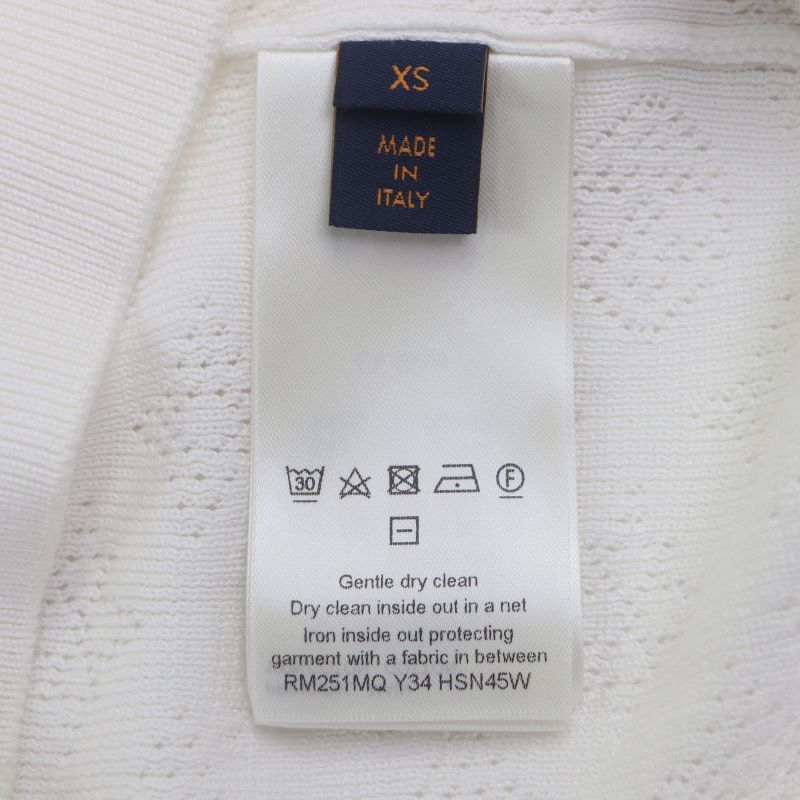 XS
MADE
IN
ITALY
30 F
Gentle dry clean
Dry clean inside out in a net
Iron inside out protecting
garment with a fabric in between
RM251MQ Y34 HSN45W